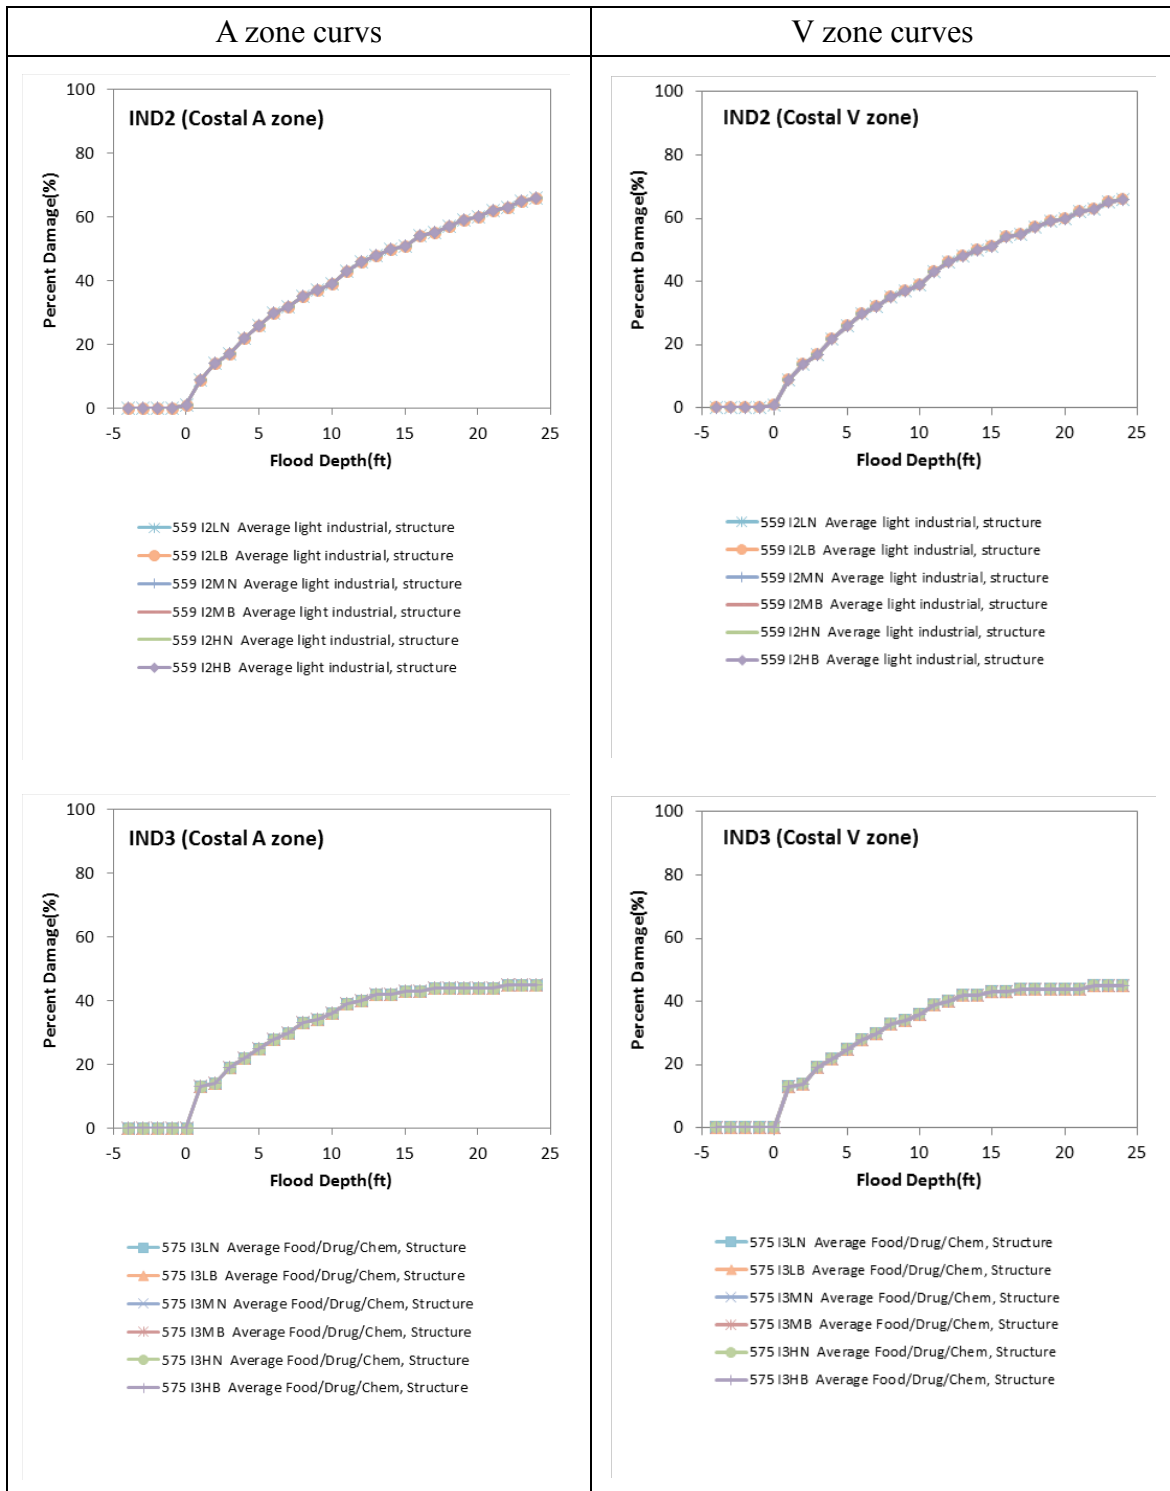 A zone curvs
V zone curves
IND2 (Costal A zone)
100
80
60
40
20
0
-5 0 5 10 15 20 25
Percent Damage(%)
Flood Depth(ft)
559 I2LN Average light industrial, structure
559 I2LB Average light industrial, structure
559 I2MN Average light industrial, structure
559 I2MB Average light industrial, structure
559 I2HN Average light industrial, structure
559 I2HB Average light industrial, structure
IND2 (Costal V zone)
100
80
60
40
20
0
-5 0 5 10 15 20 25
Percent Damage(%)
Flood Depth(ft)
559 I2LN Average light industrial, structure
559 I2LB Average light industrial, structure
559 I2MN Average light industrial, structure
559 I2MB Average light industrial, structure
559 I2HN Average light industrial, structure
559 I2HB Average light industrial, structure
IND3 (Costal A zone)
100
80
60
40
20
0
-5 0 5 10 15 20 25
Percent Damage(%)
Flood Depth(ft)
575 I3LN Average Food/Drug/Chem, Structure
575 I3LB Average Food/Drug/Chem, Structure
575 I3MN Average Food/Drug/Chem, Structure
575 I3MB Average Food/Drug/Chem, Structure
575 I3HN Average Food/Drug/Chem, Structure
575 I3HB Average Food/Drug/Chem, Structure
IND3 (Costal V zone)
100
80
60
40
20
0
-5 0 5 10 15 20 25
Percent Damage(%)
Flood Depth(ft)
575 I3LN Average Food/Drug/Chem, Structure
575 I3LB Average Food/Drug/Chem, Structure
575 I3MN Average Food/Drug/Chem, Structure
575 I3MB Average Food/Drug/Chem, Structure
575 I3HN Average Food/Drug/Chem, Structure
575 I3HB Average Food/Drug/Chem, Structure